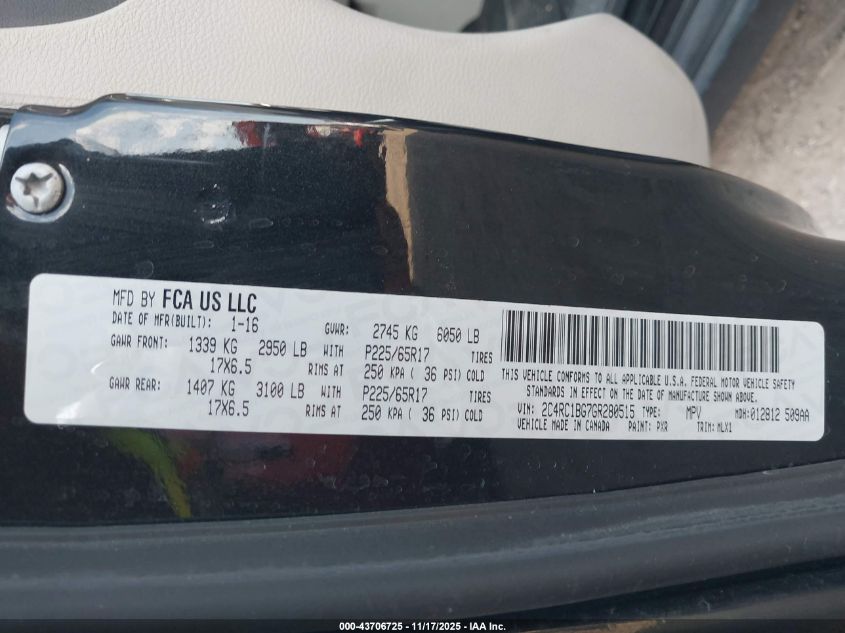 MFD BY FCA US LLC
DATE OF MFR(BUILT): 1-16 GVWR: 2745 KG 6050 LB
GAWR FRONT: 1339 KG 2950 LB WITH P225/65R17 TIRES
17X6.5 RIMS AT 250 KPA ( 36 PSI) COLD
GAWR REAR: 1407 KG 3100 LB WITH P225/65R17 TIRES
17X6.5 RIMS AT 250 KPA ( 36 PSI) COLD
THIS VEHICLE CONFORMS TO ALL APPLICABLE U.S.A. FEDERAL MOTOR VEHICLE SAFETY
STANDARDS IN EFFECT ON THE DATE OF MANUFACTURE SHOWN ABOVE.
VIN: 2C4RC1BG7GR280515 TYPE: MPV MDH:012812 509AA
VEHICLE MADE IN CANADA PAINT: PXR TRIM: MLX1
000-43706725 - 11/17/2025 - IAA Inc.